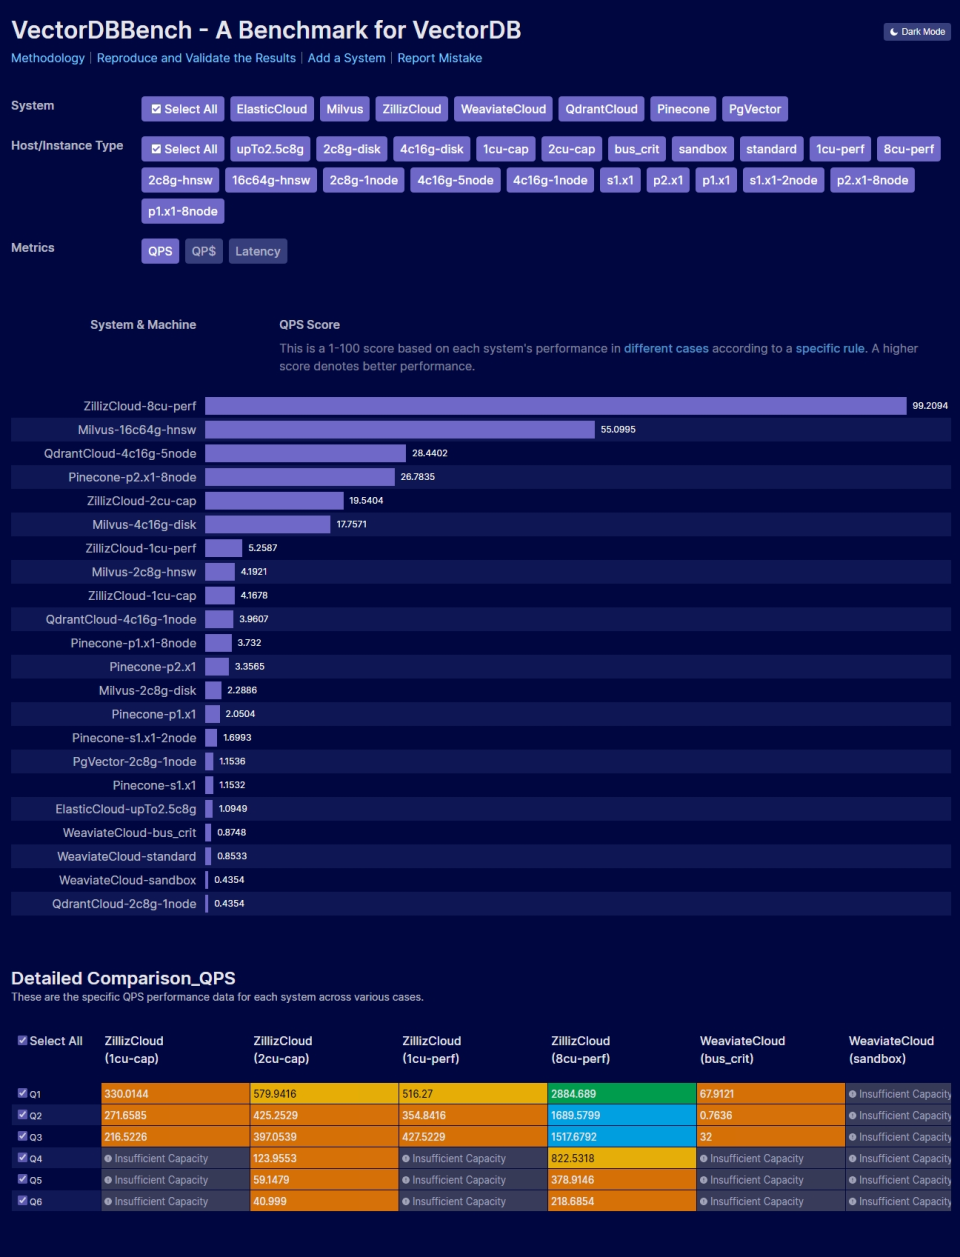 VectorDBBench - A Benchmark for VectorDB
Dark Mode
Methodology | Reproduce and Validate the Results | Add a System | Report Mistake
System
Select All ElasticCloud Milvus ZillizCloud WeaviateCloud QdrantCloud Pinecone PgVector
Host/Instance Type
Select All upTo2.5c8g 2c8g-disk 4c16g-disk 1cu-cap 2cu-cap bus_crit sandbox standard 1cu-perf 8cu-perf
2c8g-hnsw 16c64g-hnsw 2c8g-1node 4c16g-5node 4c16g-1node s1.x1 p2.x1 p1.x1 s1.x1-2node p2.x1-8node
p1.x1-8node
Metrics
QPS QP$ Latency
System & Machine QPS Score
This is a 1-100 score based on each system's performance in different cases according to a specific rule. A higher
score denotes better performance.
ZillizCloud-8cu-perf 99.2094
Milvus-16c64g-hnsw 55.0995
QdrantCloud-4c16g-5node 28.4402
Pinecone-p2.x1-8node 26.7835
ZillizCloud-2cu-cap 19.5404
Milvus-4c16g-disk 17.7571
ZillizCloud-1cu-perf 5.2587
Milvus-2c8g-hnsw 4.1921
ZillizCloud-1cu-cap 4.1678
QdrantCloud-4c16g-1node 3.9607
Pinecone-p1.x1-8node 3.732
Pinecone-p2.x1 3.3565
Milvus-2c8g-disk 2.2886
Pinecone-p1.x1 2.0504
Pinecone-s1.x1-2node 1.6993
PgVector-2c8g-1node 1.1536
Pinecone-s1.x1 1.1532
ElasticCloud-upTo2.5c8g 1.0949
WeaviateCloud-bus_crit 0.8748
WeaviateCloud-standard 0.8533
WeaviateCloud-sandbox 0.4354
QdrantCloud-2c8g-1node 0.4354
Detailed Comparison_QPS
These are the specific QPS performance data for each system across various cases.
Select All ZillizCloud ZillizCloud ZillizCloud ZillizCloud WeaviateCloud WeaviateCloud
(1cu-cap) (2cu-cap) (1cu-perf) (8cu-perf) (bus_crit) (sandbox)
Q1 330.0144 579.9416 516.27 2884.689 67.9121 Insufficient Capacity
Q2 271.6585 425.2529 354.8416 1689.5799 0.7636 Insufficient Capacity
Q3 216.5226 397.0539 427.5229 1517.6792 32 Insufficient Capacity
Q4 Insufficient Capacity 123.9553 Insufficient Capacity 822.5318 Insufficient Capacity Insufficient Capacity
Q5 Insufficient Capacity 59.1479 Insufficient Capacity 378.9146 Insufficient Capacity Insufficient Capacity
Q6 Insufficient Capacity 40.999 Insufficient Capacity 218.6854 Insufficient Capacity Insufficient Capacity